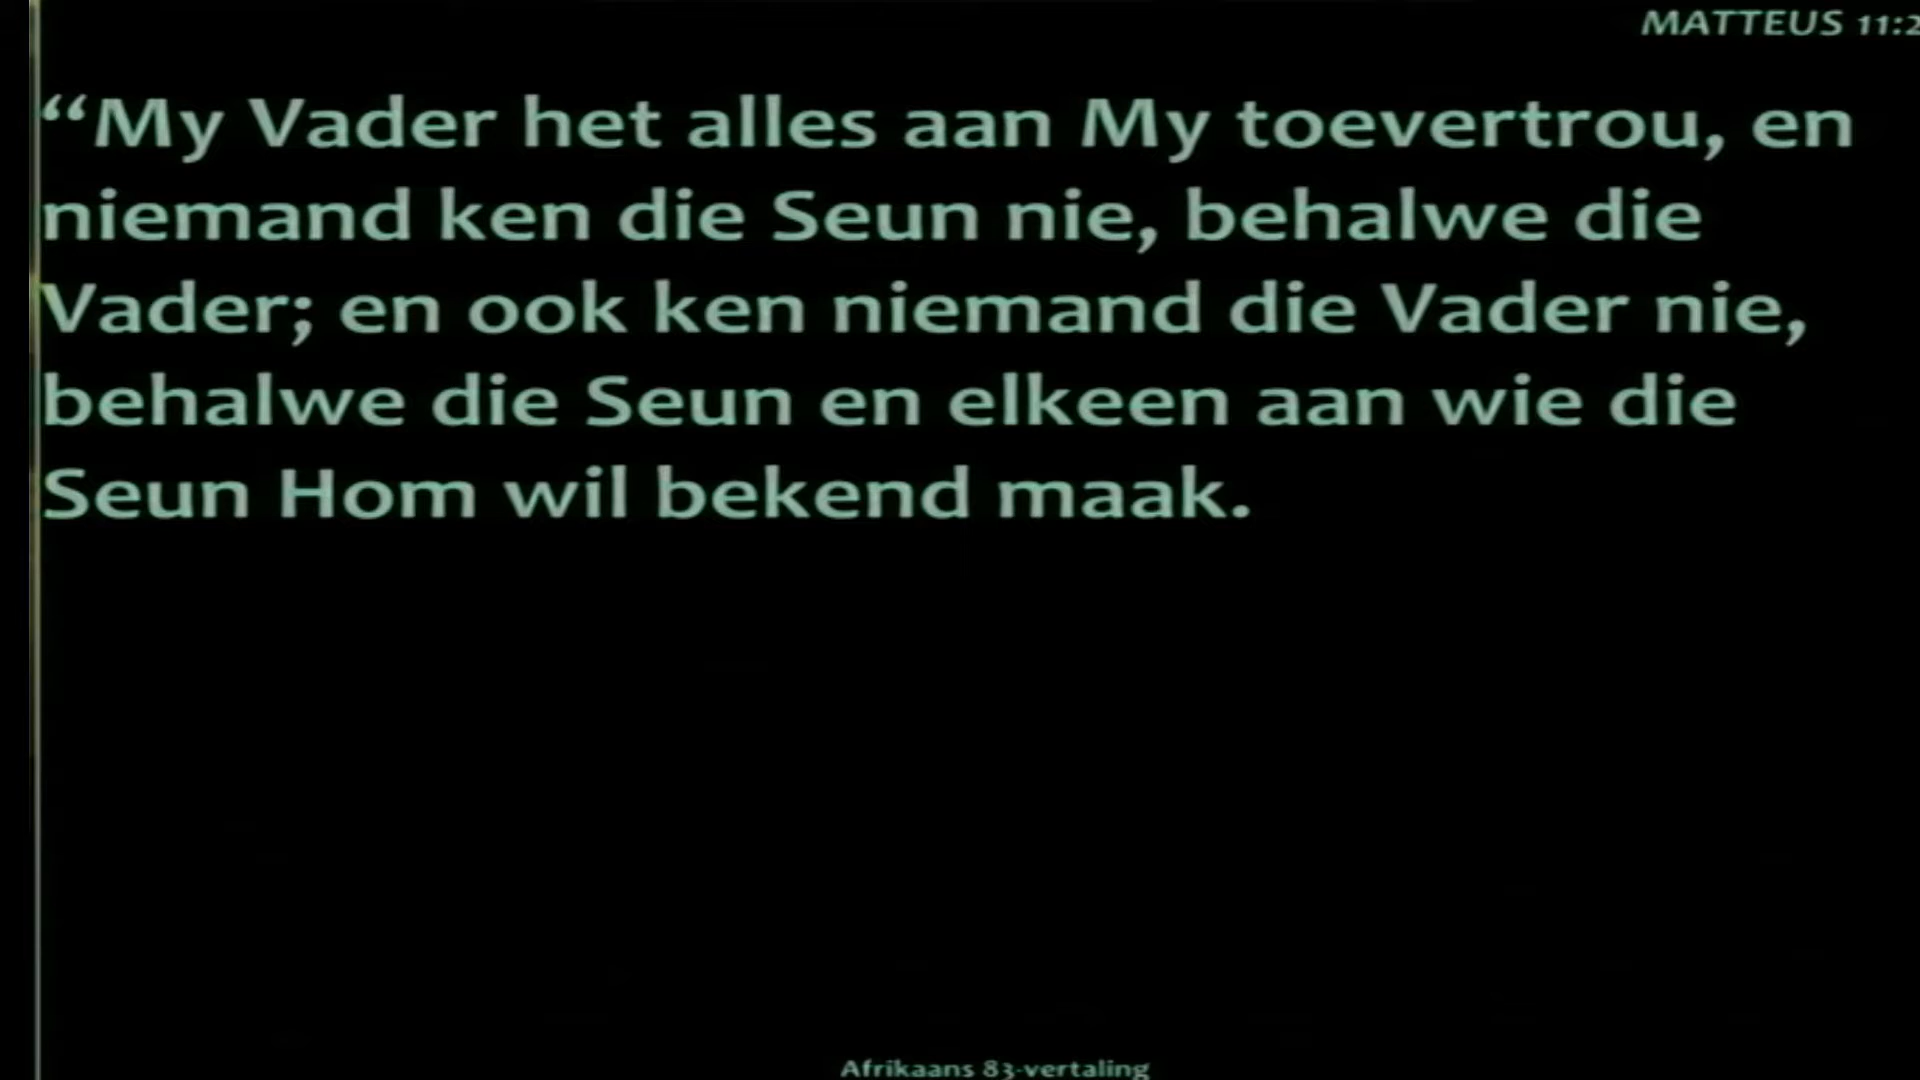 MATTEUS 11:2
“My Vader het alles aan My toevertrou, en
niemand ken die Seun nie, behalwe die
Vader; en ook ken niemand die Vader nie,
behalwe die Seun en elkeen aan wie die
Seun Hom wil bekend maak.
Afrikaans 83-vertaling